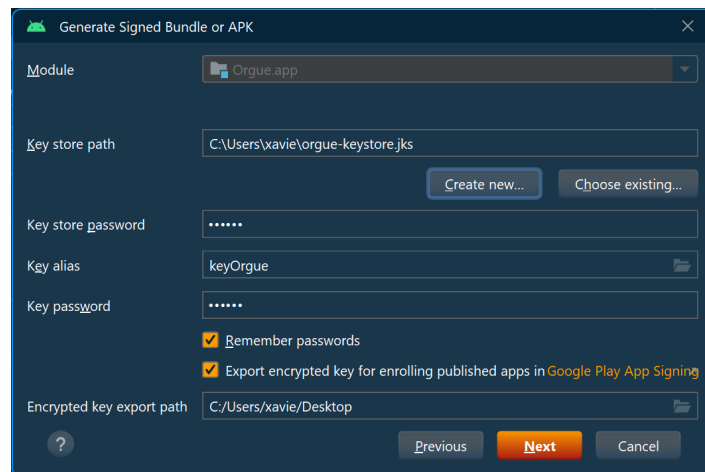 Generate Signed Bundle or APK
Module
Orgue.app
Key store path
C:\Users\xavie\orgue-keystore.jks
Create new...
Choose existing...
Key store password
••••••
Key alias
keyOrgue
Key password
••••••
Remember passwords
Export encrypted key for enrolling published apps in Google Play App Signing
Encrypted key export path
C:/Users/xavie/Desktop
?
Previous
Next
Cancel